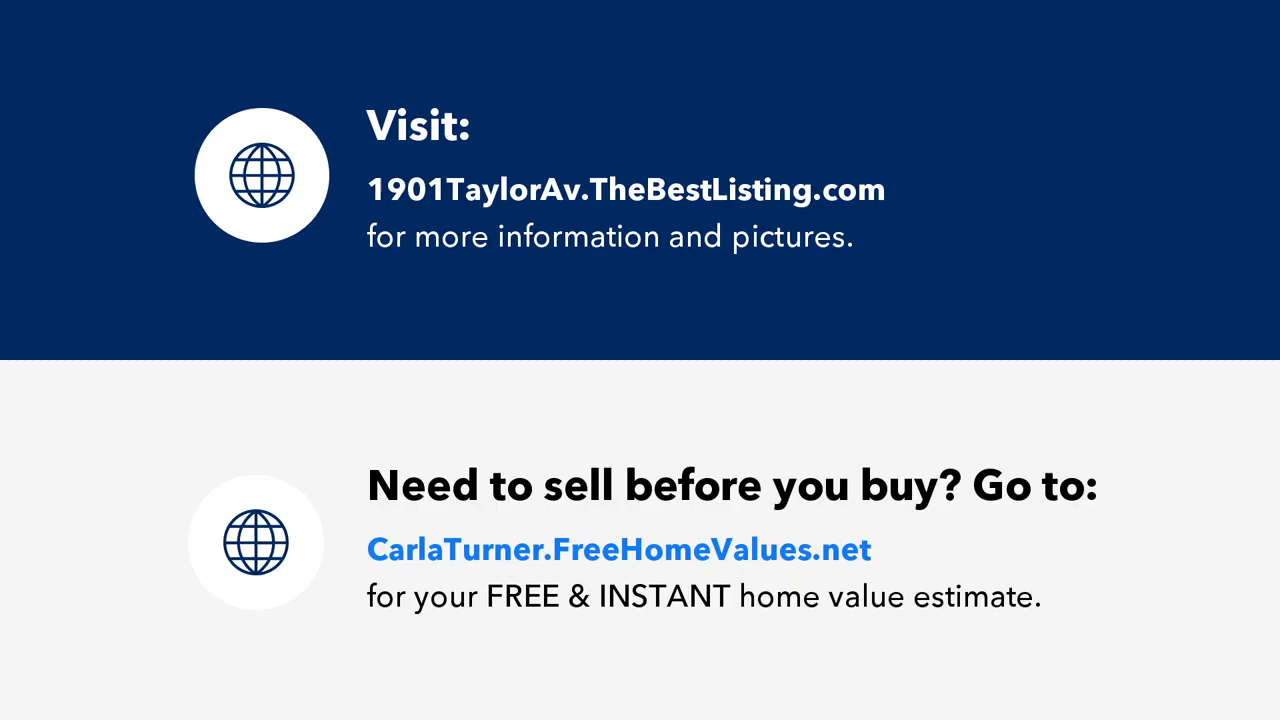 Visit:
1901TaylorAv.TheBestListing.com
for more information and pictures.
Need to sell before you buy? Go to:
CarlaTurner.FreeHomeValues.net
for your FREE & INSTANT home value estimate.